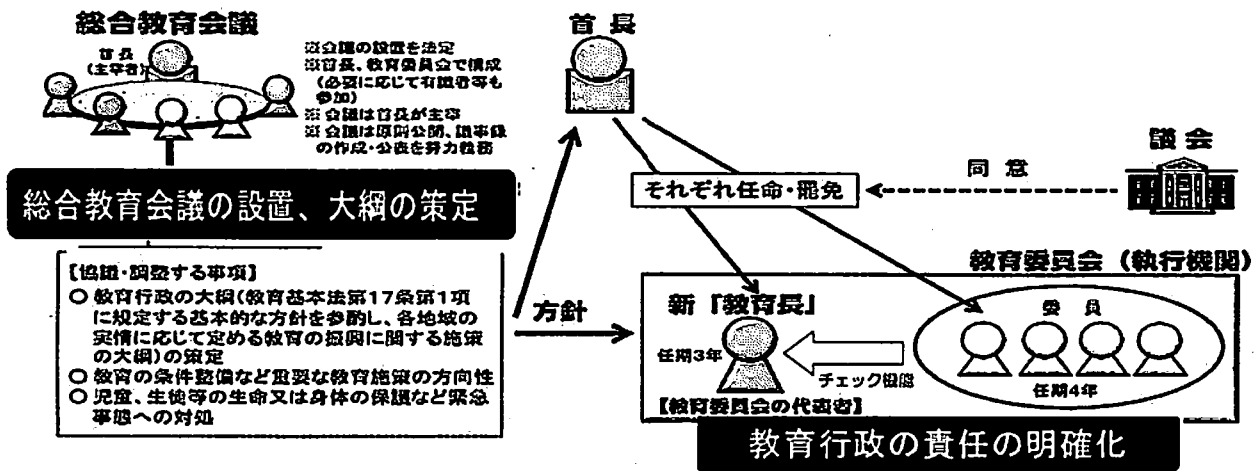 総合教育会議
首長
(主宰者)
※会議の設置を法定
※首長、教育委員会で構成
(必要に応じて有識者等も
参加)
※会議は首長が主宰
※会議は原則公開、議事録
の作成・公表を努力義務
総合教育会議の設置、大綱の策定
【協議・調整する事項】
○ 教育行政の大綱(教育基本法第17条第1項
に規定する基本的な方針を参酌し、各地域の
実情に応じて定める教育の振興に関する施策
の大綱)の策定
○ 教育の条件整備など重要な教育施策の方向性
○ 児童、生徒等の生命又は身体の保護など緊急
事態への対処
首長
議会
同意
それぞれ任命・罷免
方針
教育委員会(執行機関)
新『教育長』
任期3年
【教育委員会の代表者】
チェック機能
委員
任期4年
教育行政の責任の明確化